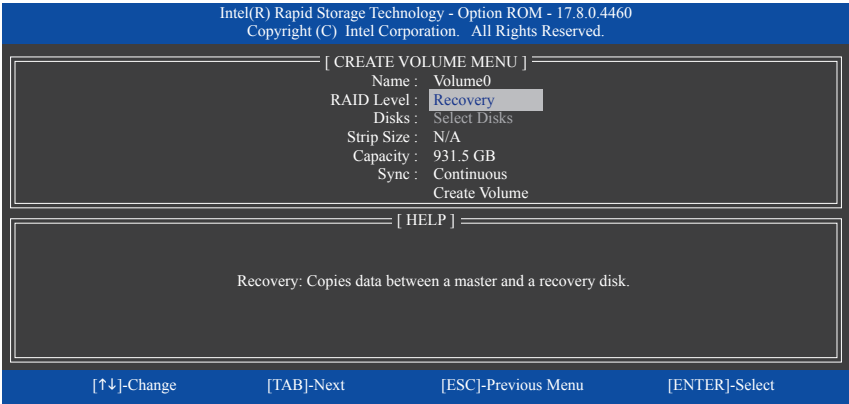 Intel(R) Rapid Storage Technology - Option ROM - 17.8.0.4460
Copyright (C) Intel Corporation. All Rights Reserved.
[ CREATE VOLUME MENU ]
Name : Volume0
RAID Level : Recovery
Disks : Select Disks
Strip Size : N/A
Capacity : 931.5 GB
Sync : Continuous
Create Volume
[ HELP ]
Recovery: Copies data between a master and a recovery disk.
[↑↓]-Change [TAB]-Next [ESC]-Previous Menu [ENTER]-Select